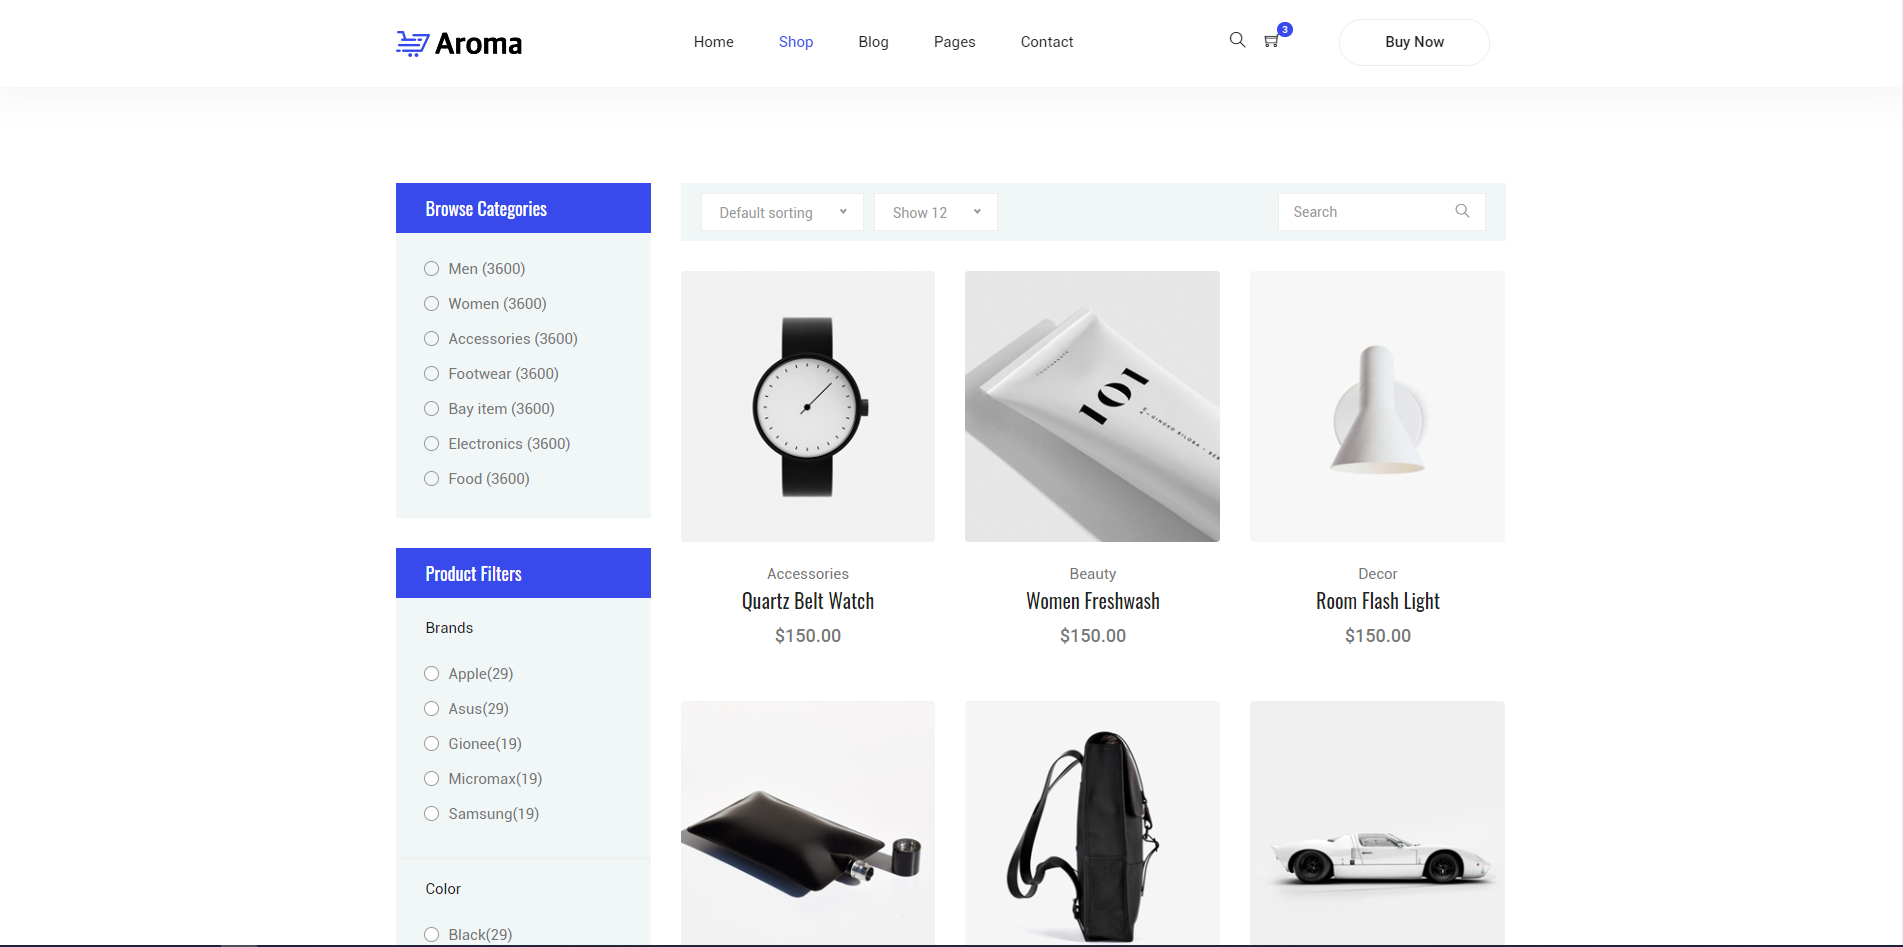 Aroma
Home
Shop
Blog
Pages
Contact
3
Buy Now
Browse Categories
Men (3600)
Women (3600)
Accessories (3600)
Footwear (3600)
Bay item (3600)
Electronics (3600)
Food (3600)
Product Filters
Brands
Apple(29)
Asus(29)
Gionee(19)
Micromax(19)
Samsung(19)
Color
Black(29)
Default sorting
Show 12
Search
101
GINGKO BILOBA
Accessories
Quartz Belt Watch
$150.00
Beauty
Women Freshwash
$150.00
Decor
Room Flash Light
$150.00